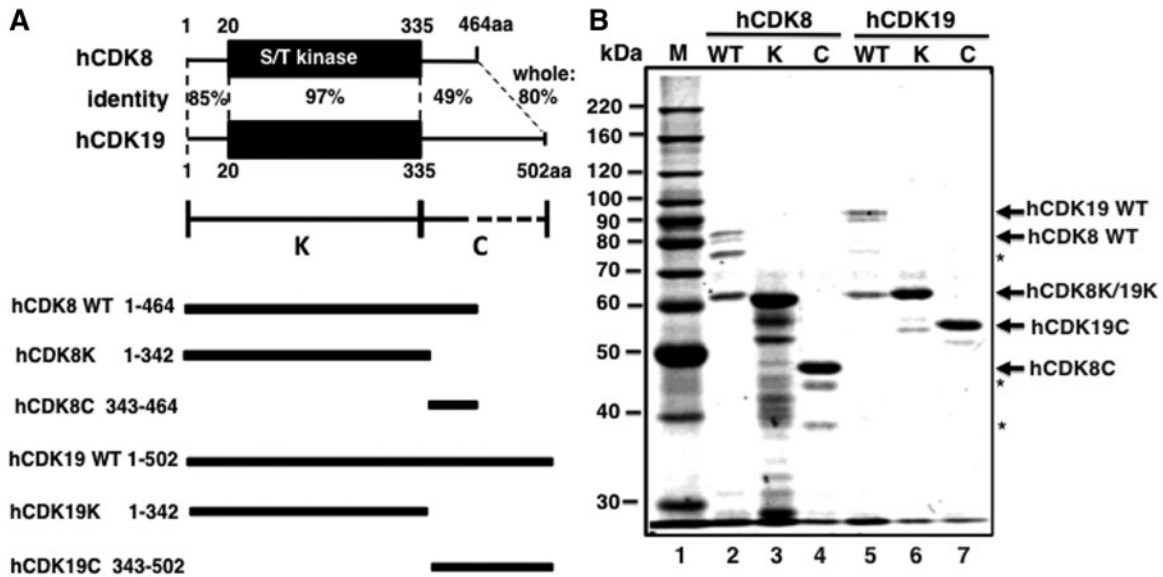 A
1 20 335 464aa
hCDK8 S/T kinase
whole:
identity 85% 97% 49% 80%
hCDK19
1 20 335 502aa
K C
hCDK8 WT 1-464
hCDK8K 1-342
hCDK8C 343-464
hCDK19 WT 1-502
hCDK19K 1-342
hCDK19C 343-502
B
hCDK8 hCDK19
kDa M WT K C WT K C
220
160
120
100
90
80
70
60
50
40
30
hCDK19 WT
hCDK8 WT
*
hCDK8K/19K
hCDK19C
hCDK8C
*
*
1 2 3 4 5 6 7